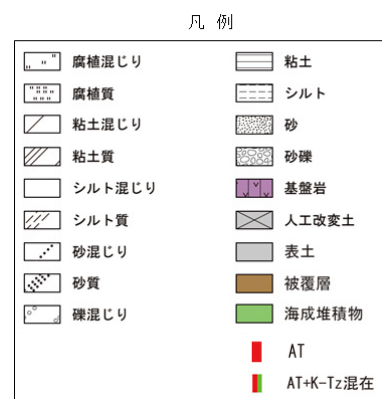 凡 例
腐植混じり
腐植質
粘土混じり
粘土質
シルト混じり
シルト質
砂混じり
砂質
礫混じり
粘土
シルト
砂
砂礫
基盤岩
人工改変土
表土
被覆層
海成堆積物
AT
AT+K-Tz混在